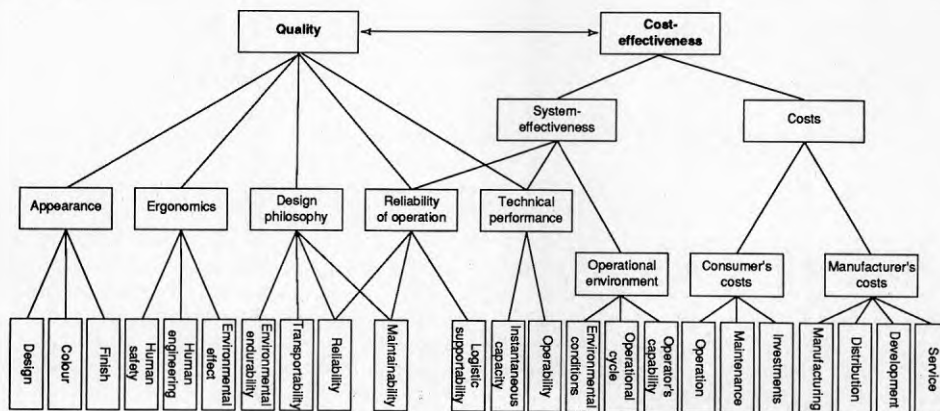 Quality
Cost-
effectiveness
System-
effectiveness
Costs
Appearance
Ergonomics
Design
philosophy
Reliability
of operation
Technical
performance
Operational
environment
Consumer's
costs
Manufacturer's
costs
Design
Colour
Finish
Human
safety
Human
engineering
Environmental
effect
Environmental
endurability
Transportability
Reliability
Maintainability
Logistic
supportability
Instantaneous
capacity
Operability
Environmental
conditions
Operational
cycle
Operator's
capability
Operation
Maintenance
Investments
Manufacturing
Distribution
Development
Service